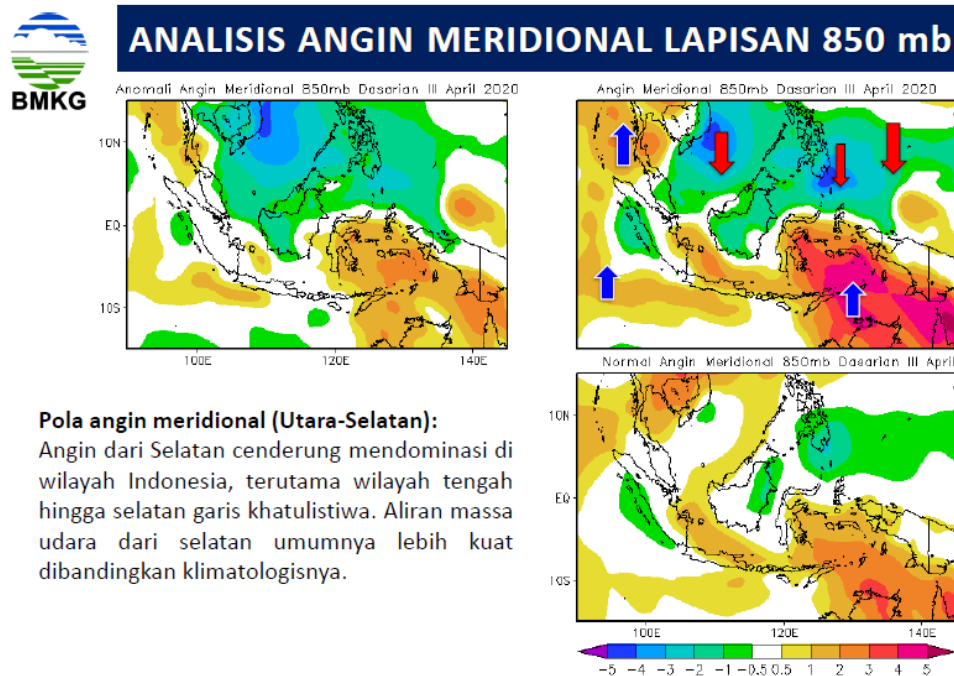 BMKG
ANALISIS ANGIN MERIDIONAL LAPISAN 850 mb
Anomali Angin Meridional 850mb Dasarian III April 2020
10N
EQ
10S
100E 120E 140E
Angin Meridional 850mb Dasarian III April 2020
Normal Angin Meridional 850mb Dasarian III April
10N
EQ
10S
100E 120E 140E
-5 -4 -3 -2 -1 -0.5 0.5 1 2 3 4 5
Pola angin meridional (Utara-Selatan):
Angin dari Selatan cenderung mendominasi di
wilayah Indonesia, terutama wilayah tengah
hingga selatan garis khatulistiwa. Aliran massa
udara dari selatan umumnya lebih kuat
dibandingkan klimatologisnya.